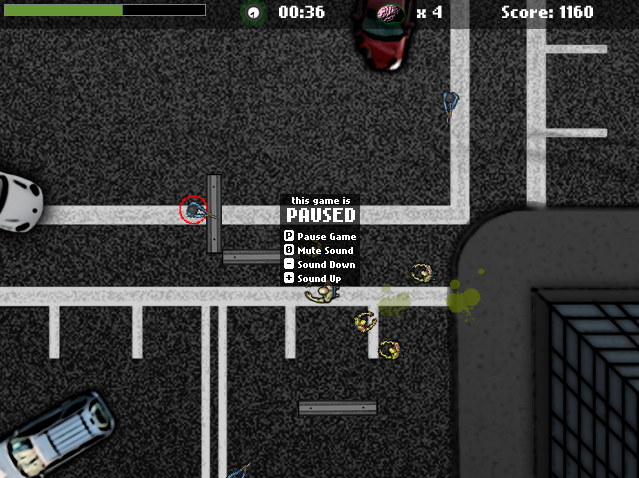 00:36 x 4 Score: 1160
this game is
PAUSED
P Pause Game
0 Mute Sound
- Sound Down
+ Sound Up